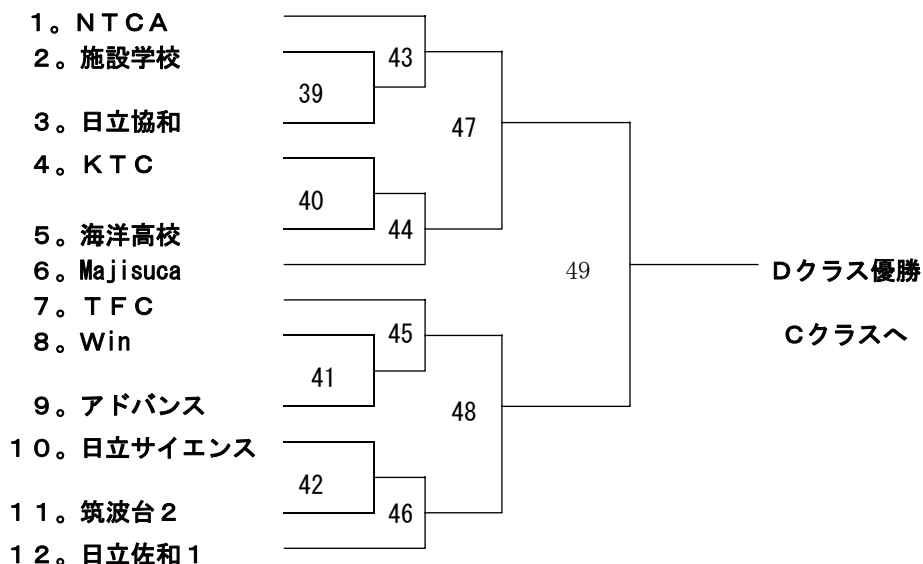 1。NTCA
2。施設学校
43
39
3。日立協和
47
4。KTC
40
44
5。海洋高校
6。Majisuca
49
Dクラス優勝
7。TFC
45
Cクラスへ
8。Win
41
9。アドバンス
48
10。日立サイエンス
42
11。筑波台2
46
12。日立佐和1